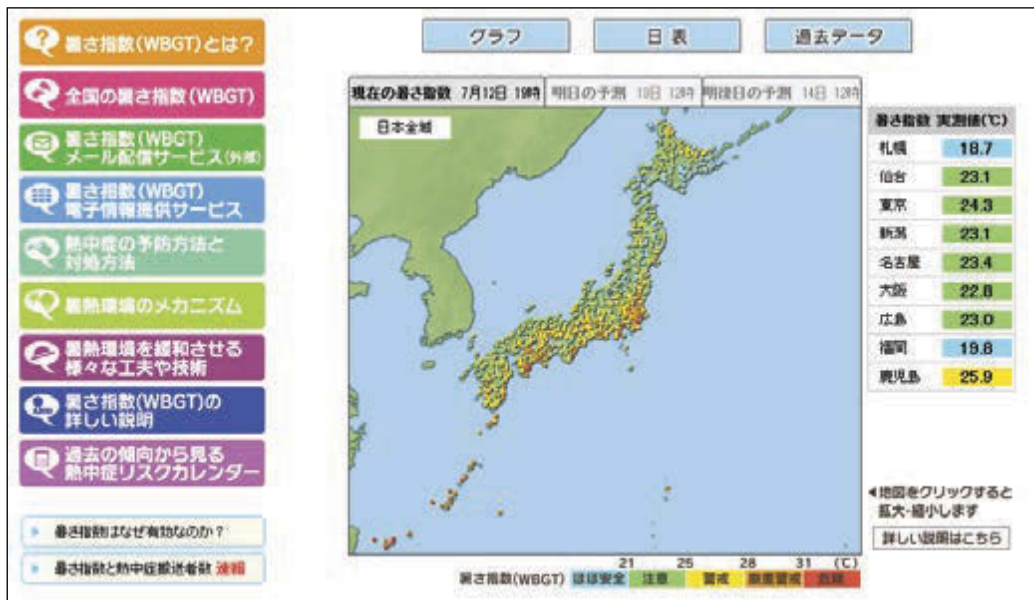 暑さ指数(WBGT)とは？
全国の暑さ指数(WBGT)
暑さ指数(WBGT)
メール配信サービス(外部)
暑さ指数(WBGT)
電子情報提供サービス
熱中症の予防方法と
対処方法
暑熱環境のメカニズム
暑熱環境を緩和させる
様々な工夫や技術
暑さ指数(WBGT)の
詳しい説明
過去の傾向から見る
熱中症リスクカレンダー
暑さ指数はなぜ有効なのか？
暑さ指数と熱中症搬送者数 速報
グラフ 日表 過去データ
現在の暑さ指数 7月12日 19時 明日の予測 12時 明後日の予測 14日 12時
日本全域
暑さ指数 実測値(℃)
札幌 18.7
仙台 23.1
東京 24.3
新潟 23.1
名古屋 23.4
大阪 22.8
広島 23.0
福岡 19.8
鹿児島 25.9
◀地図をクリックすると
拡大・縮小します
詳しい説明はこちら
21 25 28 31 (℃)
暑さ指数(WBGT) ほぼ安全 注意 警戒 厳重警戒 危険